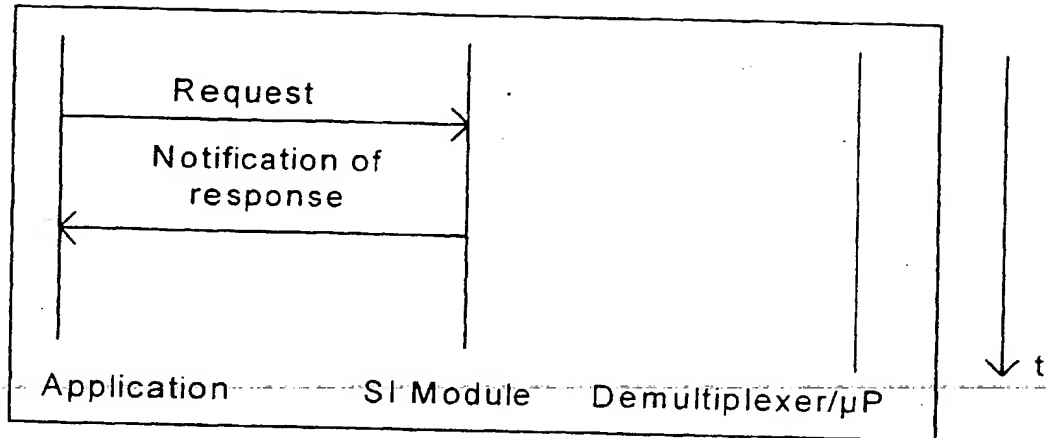 Request
Notification of
response
t
Application SI Module Demultiplexer/µP